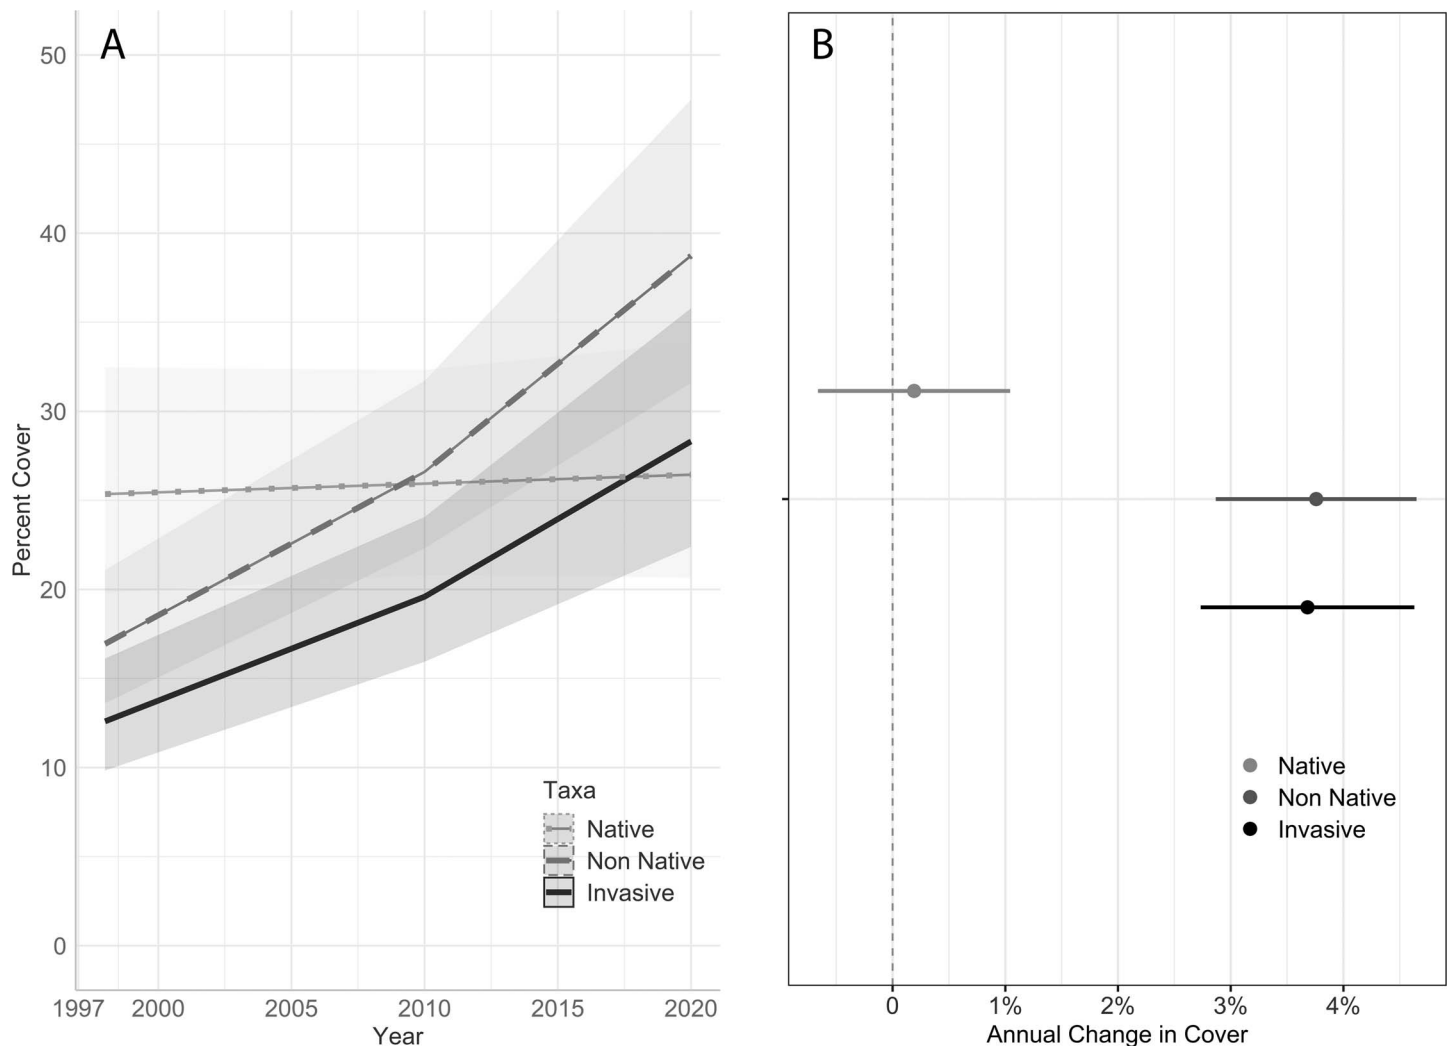 A
Percent Cover
50
40
30
20
10
0
Taxa
Native
Non Native
Invasive
1997 2000 2005 2010 2015 2020
Year
B
Native
Non Native
Invasive
0 1% 2% 3% 4%
Annual Change in Cover